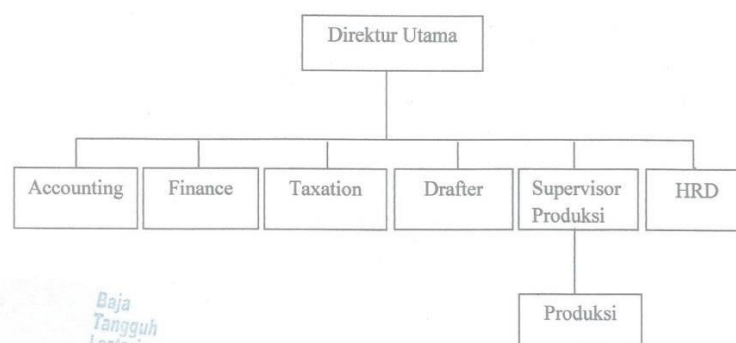 Direktur Utama
Accounting
Finance
Taxation
Drafter
Supervisor
Produksi
HRD
Produksi
Baja
Tangguh